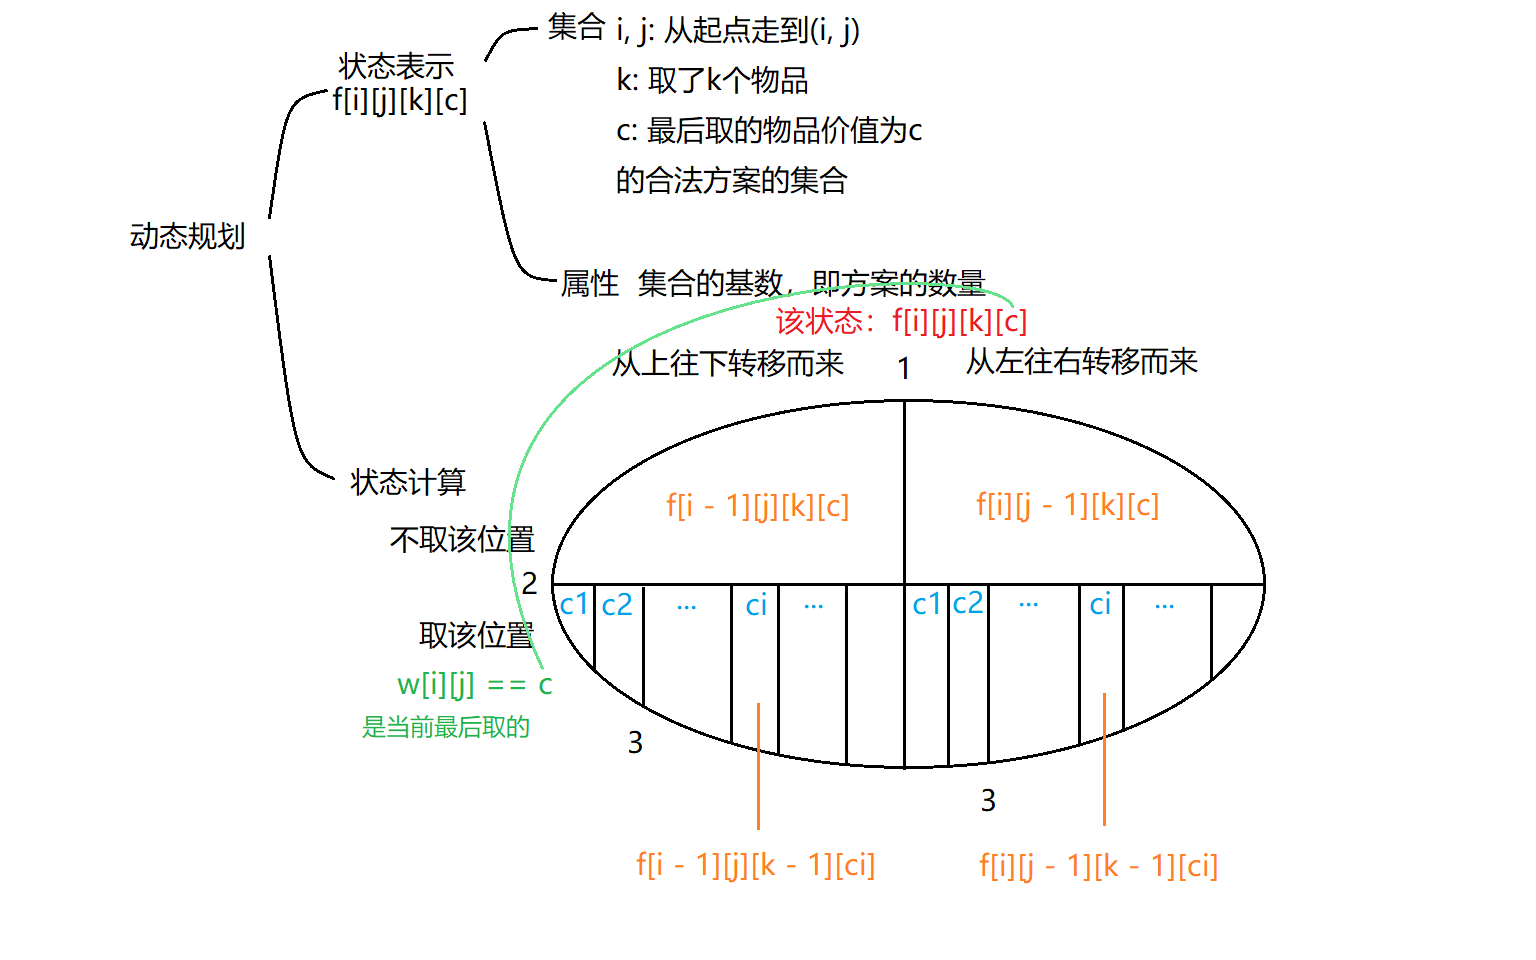 集合 i, j: 从起点走到(i, j)
k: 取了k个物品
c: 最后取的物品价值为c
的合法方案的集合
状态表示
f[i][j][k][c]
动态规划
属性 集合的基数，即方案的数量
该状态：f[i][j][k][c]
从上往下转移而来 1 从左往右转移而来
状态计算
f[i - 1][j][k][c] f[i][j - 1][k][c]
不取该位置
2
c1 c2 ... ci ... c1 c2 ... ci ...
取该位置
w[i][j] == c
是当前最后取的
3
3
f[i - 1][j][k - 1][ci] f[i][j - 1][k - 1][ci]